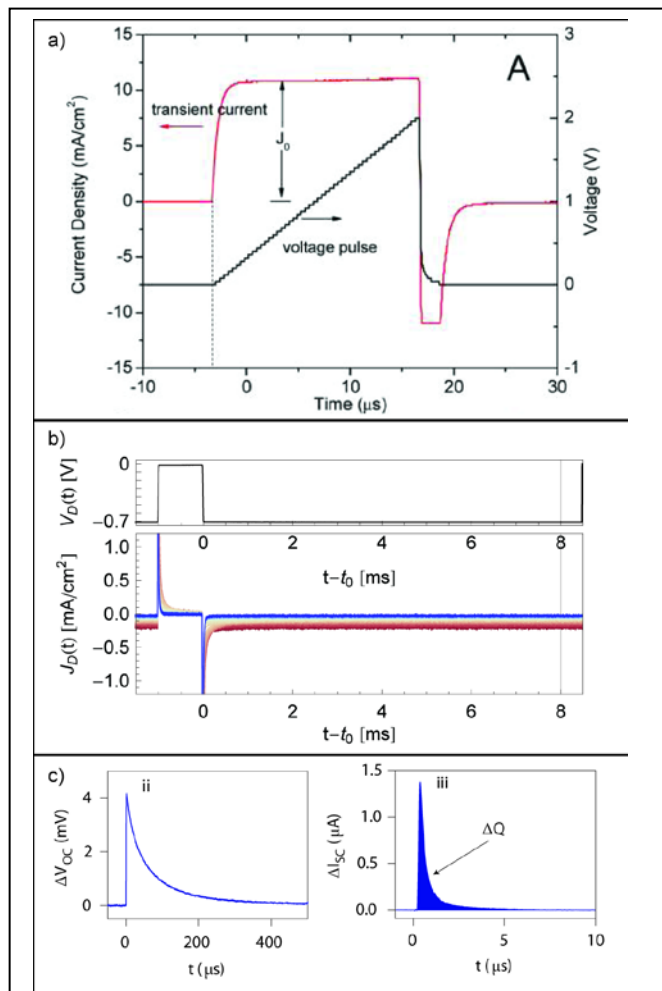 a)
A
transient current
J₀
voltage pulse
Current Density (mA/cm²)
15
10
5
0
-5
-10
-15
Voltage (V)
3
2
1
0
-1
-10
0
10
20
30
Time (μs)
b)
V_D(t) [V]
0
-0.7
0
2
4
6
8
t-t₀ [ms]
J_D(t) [mA/cm²]
1.0
0.5
0.0
-0.5
-1.0
0
2
4
6
8
t-t₀ [ms]
c)
ii
ΔV_OC (mV)
4
2
0
0
200
400
t (μs)
iii
ΔQ
ΔI_SC (μA)
1.5
1.0
0.5
0.0
0
5
10
t (μs)